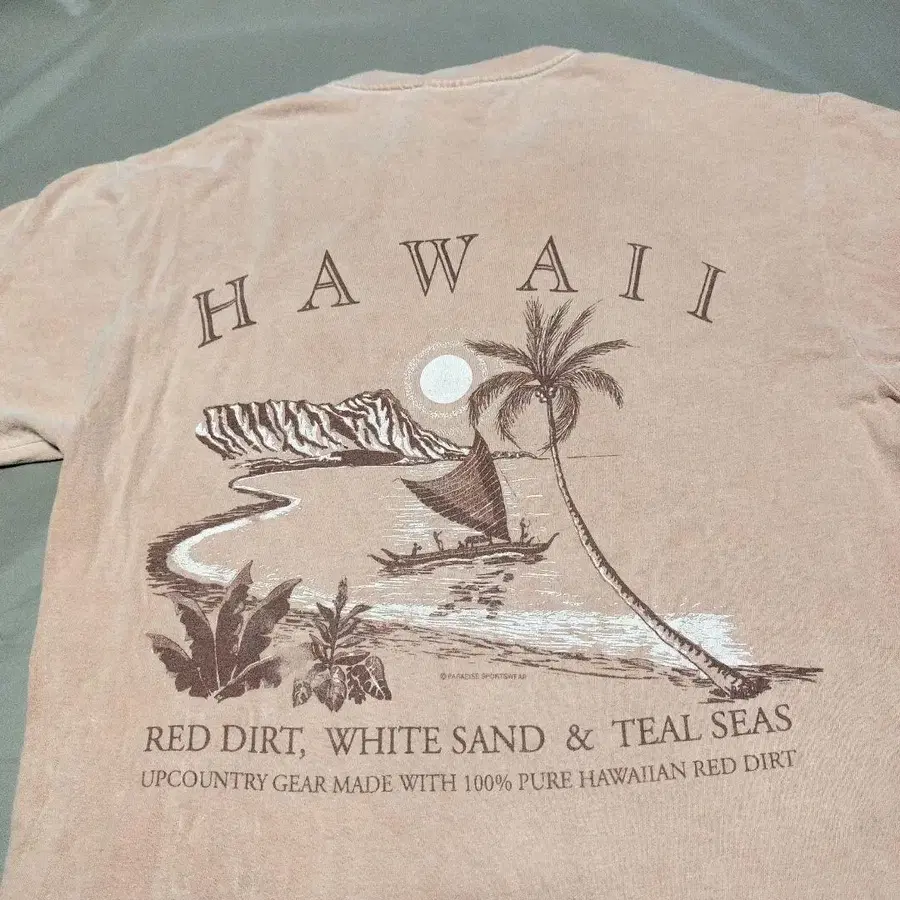 HAWAII
© PARADISE SPORTSWEAR
RED DIRT, WHITE SAND & TEAL SEAS
UPCOUNTRY GEAR MADE WITH 100% PURE HAWAIIAN RED DIRT